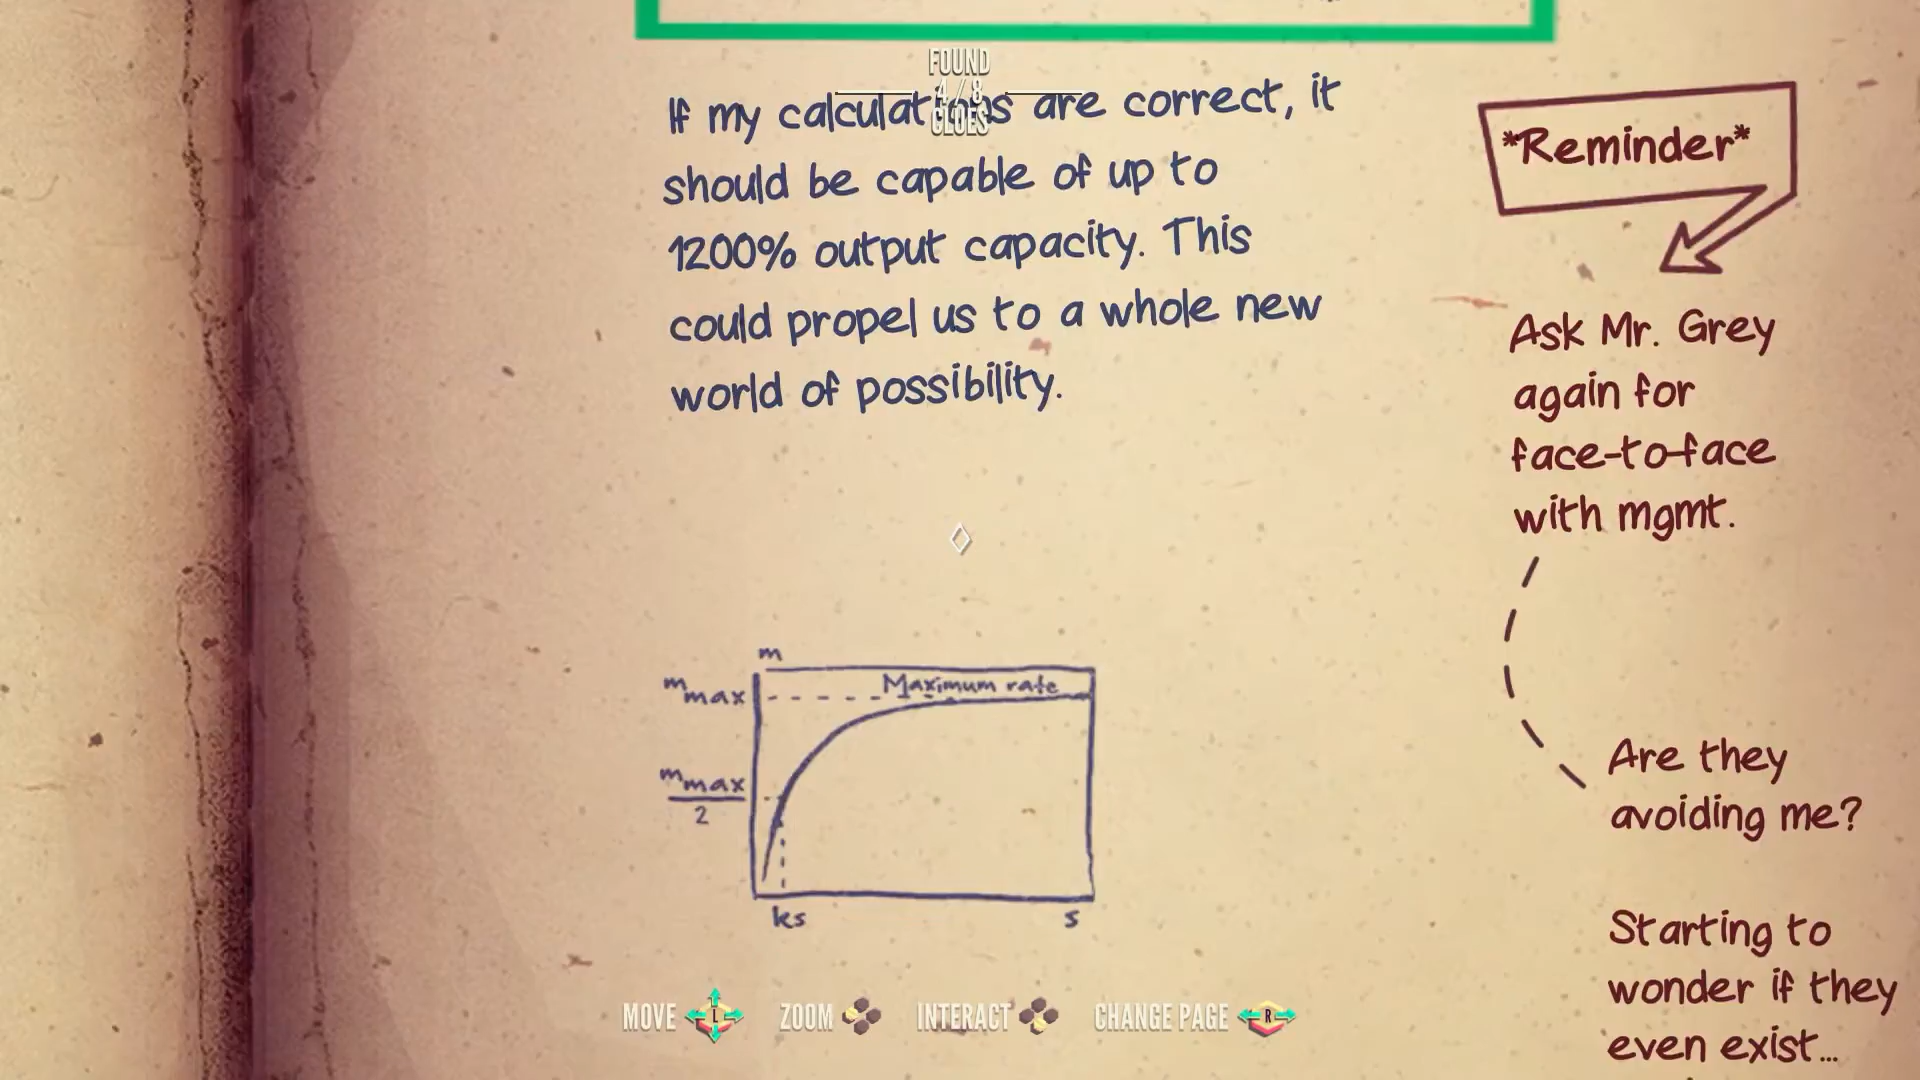 FOUND
4/8
CLUES
If my calculations are correct, it
should be capable of up to
1200% output capacity. This
could propel us to a whole new
world of possibility.
*Reminder*
Ask Mr. Grey
again for
face-to-face
with mgmt.
Are they
avoiding me?
Starting to
wonder if they
even exist...
m
m max
Maximum rate
m max
2
ks
s
MOVE L
ZOOM
INTERACT
CHANGE PAGE R